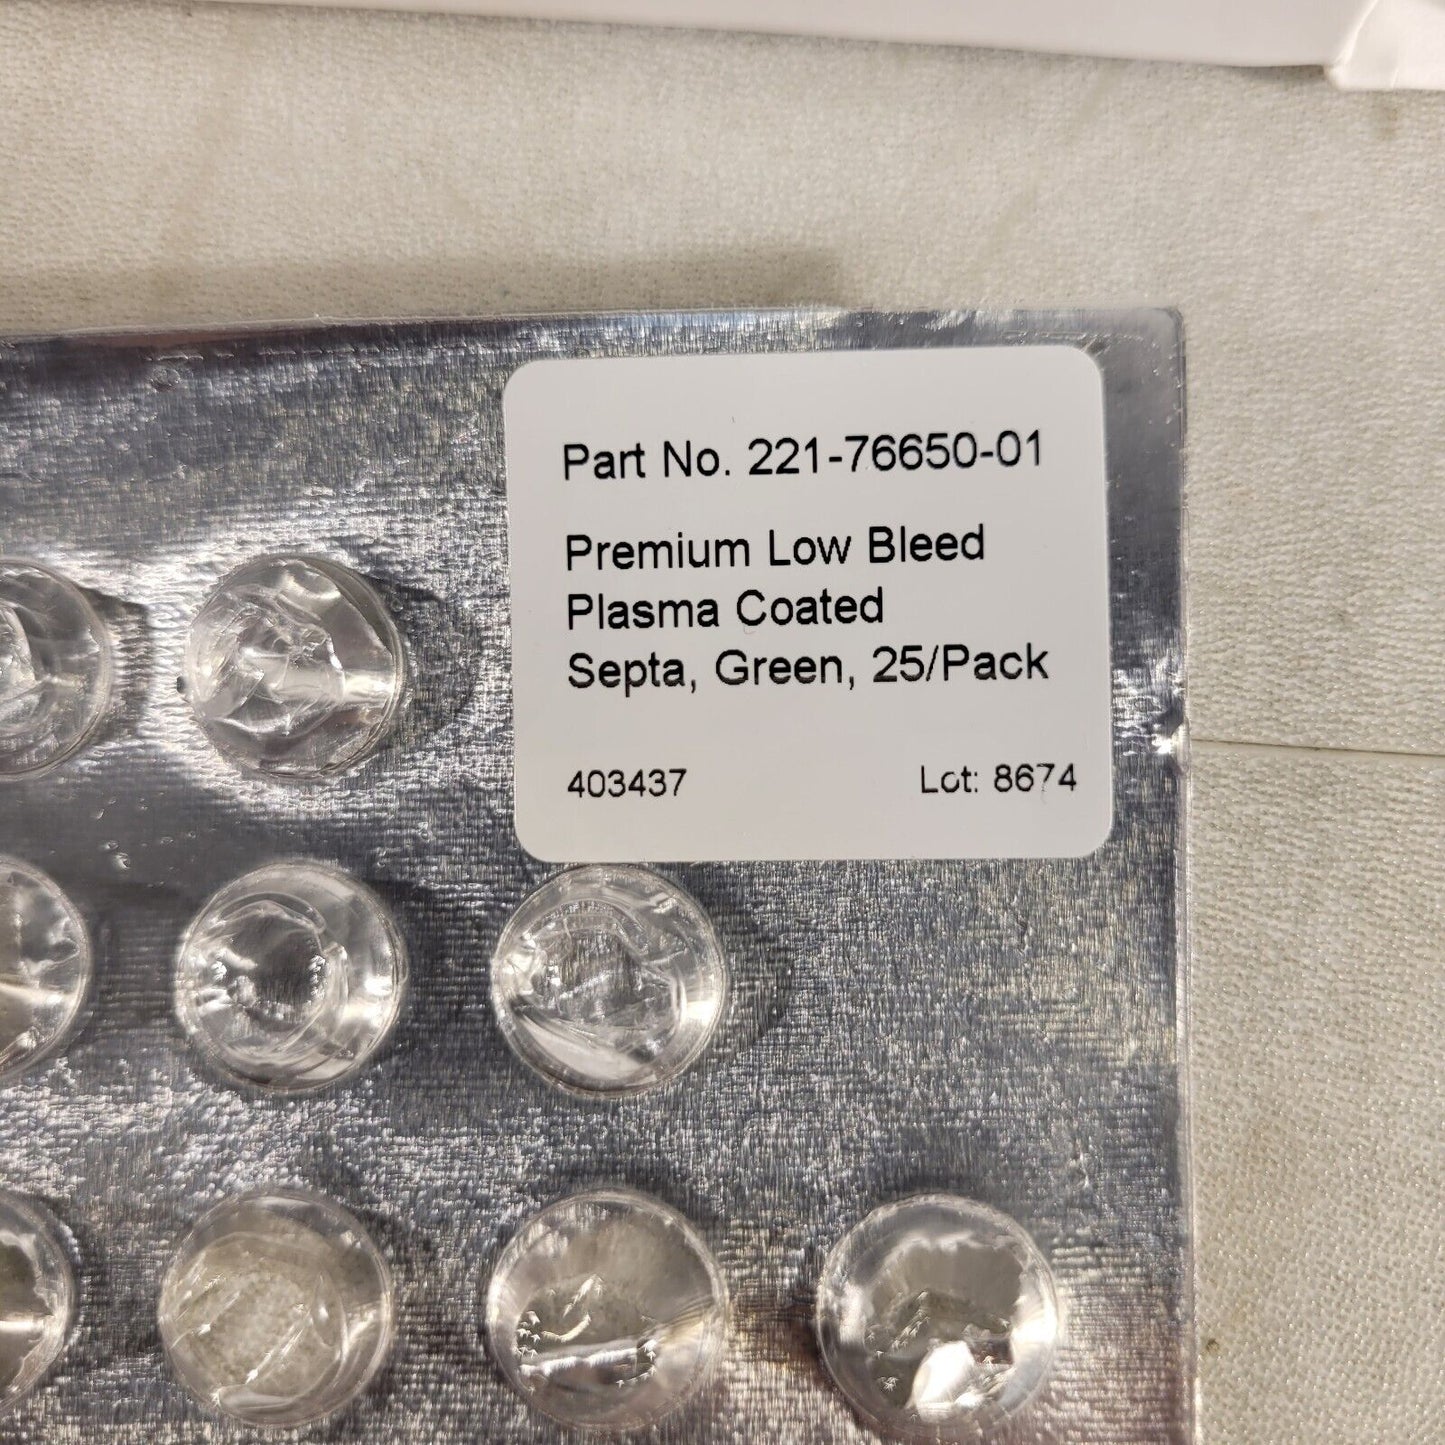 Part No. 221-76650-01
Premium Low Bleed
Plasma Coated
Septa, Green, 25/Pack
403437 Lot: 8674